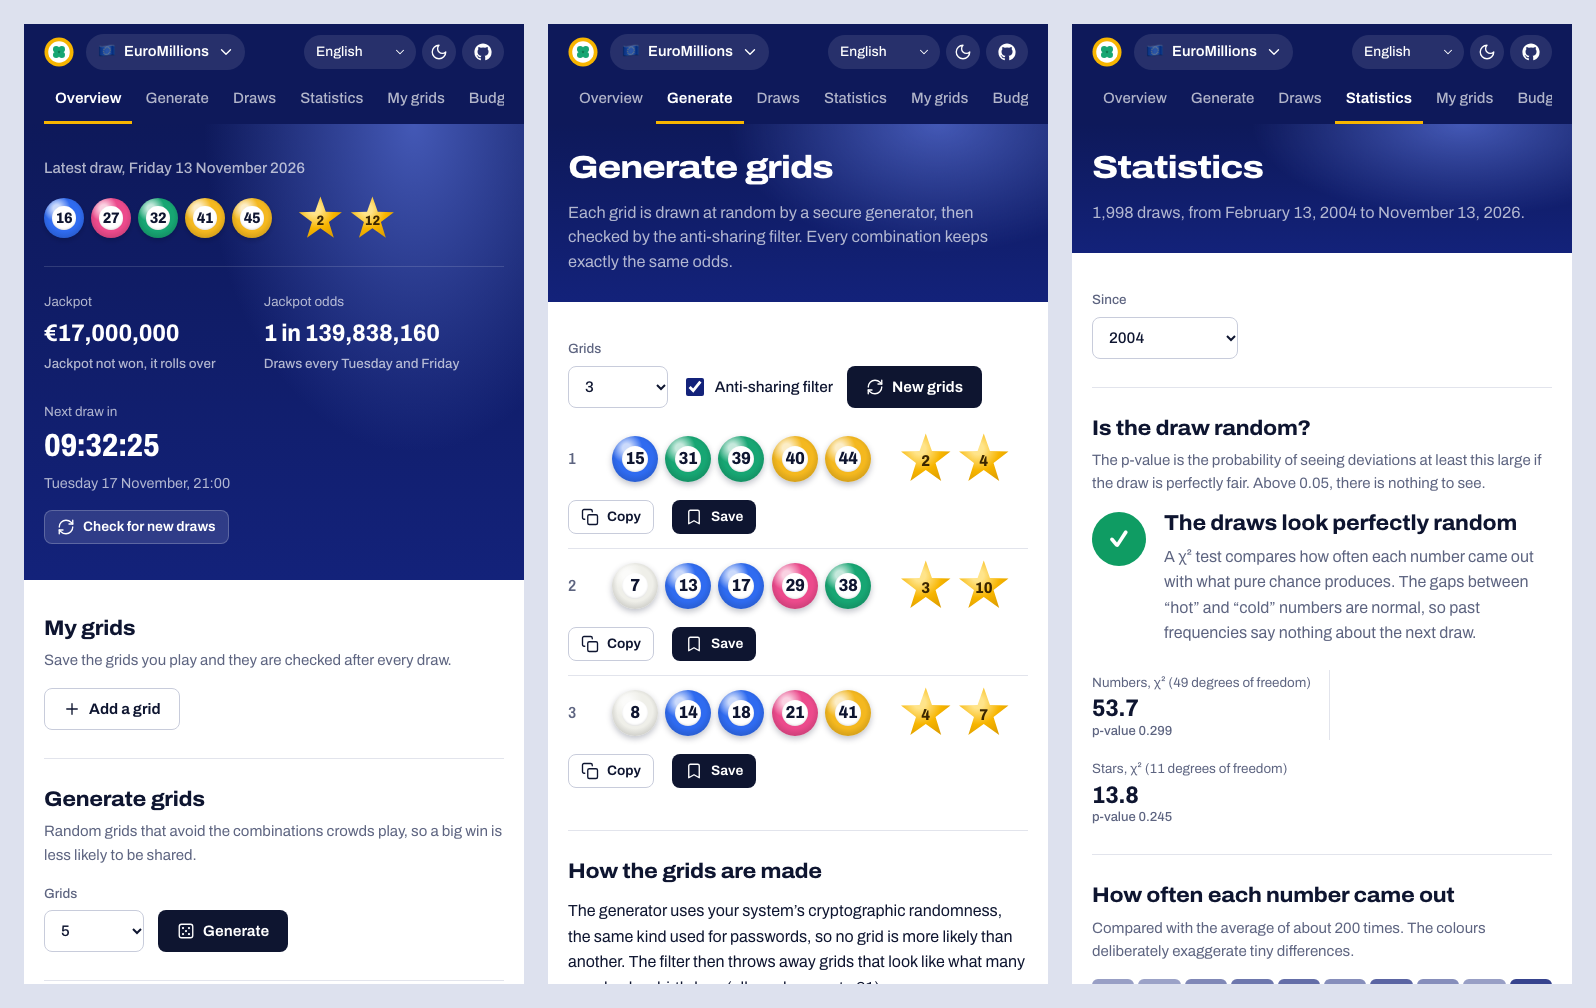 EuroMillions
English
Overview Generate Draws Statistics My grids Budg
Latest draw, Friday 13 November 2026
16 27 32 41 45 2 12
Jackpot
€17,000,000
Jackpot not won, it rolls over
Jackpot odds
1 in 139,838,160
Draws every Tuesday and Friday
Next draw in
09:32:25
Tuesday 17 November, 21:00
Check for new draws
My grids
Save the grids you play and they are checked after every draw.
Add a grid
Generate grids
Random grids that avoid the combinations crowds play, so a big win is
less likely to be shared.
Grids
5 Generate
EuroMillions
English
Overview Generate Draws Statistics My grids Budg
Generate grids
Each grid is drawn at random by a secure generator, then
checked by the anti-sharing filter. Every combination keeps
exactly the same odds.
Grids
3 Anti-sharing filter New grids
1 15 31 39 40 44 2 4
Copy Save
2 7 13 17 29 38 3 10
Copy Save
3 8 14 18 21 41 4 7
Copy Save
How the grids are made
The generator uses your system’s cryptographic randomness,
the same kind used for passwords, so no grid is more likely than
another. The filter then throws away grids that look like what many
EuroMillions
English
Overview Generate Draws Statistics My grids Budg
Statistics
1,998 draws, from February 13, 2004 to November 13, 2026.
Since
2004
Is the draw random?
The p-value is the probability of seeing deviations at least this large if
the draw is perfectly fair. Above 0.05, there is nothing to see.
The draws look perfectly random
A χ² test compares how often each number came out
with what pure chance produces. The gaps between
“hot” and “cold” numbers are normal, so past
frequencies say nothing about the next draw.
Numbers, χ² (49 degrees of freedom)
53.7
p-value 0.299
Stars, χ² (11 degrees of freedom)
13.8
p-value 0.245
How often each number came out
Compared with the average of about 200 times. The colours
deliberately exaggerate tiny differences.